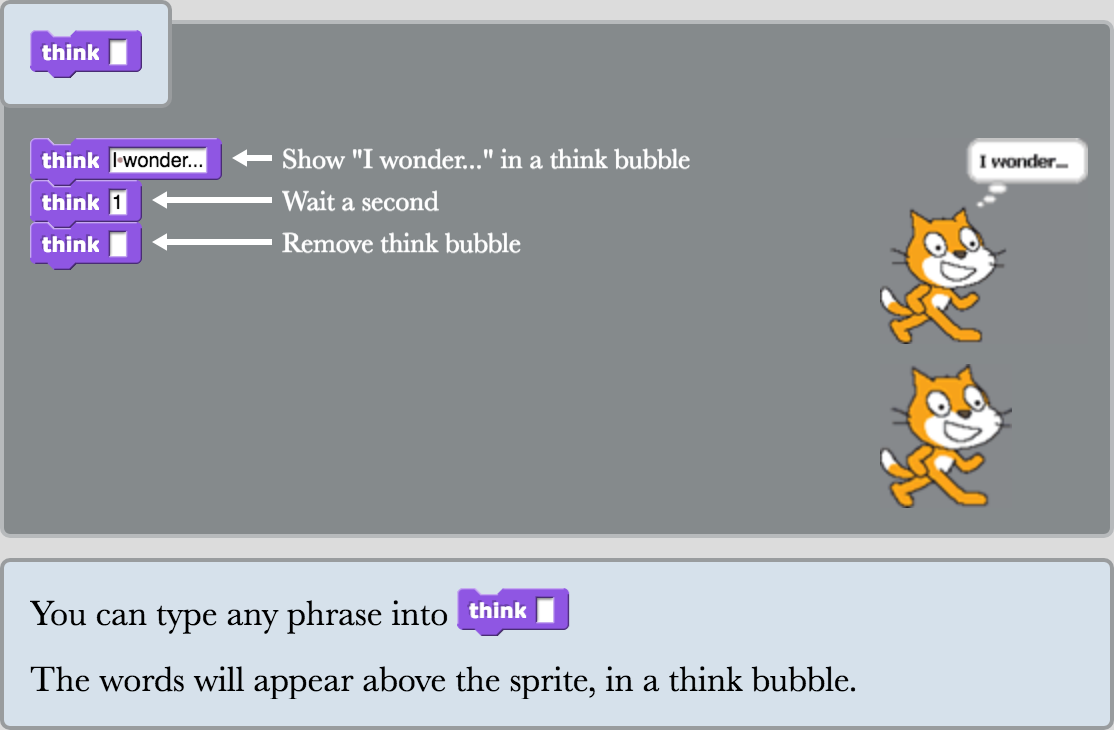 think
think I wonder... Show "I wonder..." in a think bubble
think 1 Wait a second
think Remove think bubble
I wonder...
You can type any phrase into think
The words will appear above the sprite, in a think bubble.